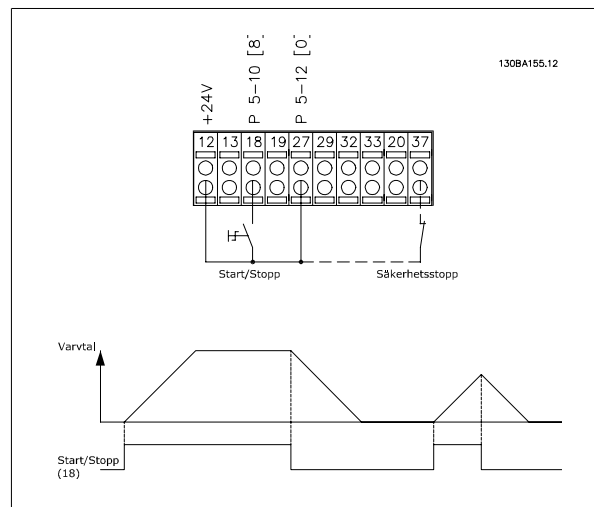 130BA155.12
+24V
P 5-10 [8]
P 5-12 [0]
12 13 18 19 27 29 32 33 20 37
Start/Stopp
Säkerhetsstopp
Varvtal
Start/Stopp
(18)